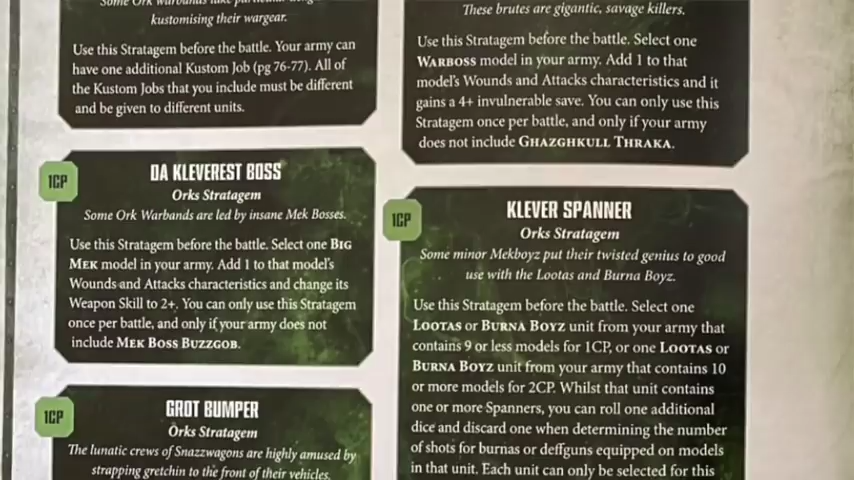 Some Ork warbands take
kustomising their wargear.
Use this Stratagem before the battle. Your army can
have one additional Kustom Job (pg 76-77). All of
the Kustom Jobs that you include must be different
and be given to different units.
1CP
DA KLEVEREST BOSS
Orks Stratagem
Some Ork Warbands are led by insane Mek Bosses.
Use this Stratagem before the battle. Select one BIG
MEK model in your army. Add 1 to that model's
Wounds and Attacks characteristics and change its
Weapon Skill to 2+. You can only use this Stratagem
once per battle, and only if your army does not
include MEK BOSS BUZZGOB.
1CP
GROT BUMPER
Orks Stratagem
The lunatic crews of Snazzwagons are highly amused by
strapping gretchin to the front of their vehicles.
These brutes are gigantic, savage killers.
Use this Stratagem before the battle. Select one
WARBOSS model in your army. Add 1 to that
model's Wounds and Attacks characteristics and it
gains a 4+ invulnerable save. You can only use this
Stratagem once per battle, and only if your army
does not include GHAZGHKULL THRAKA.
1CP
KLEVER SPANNER
Orks Stratagem
Some minor Mekboyz put their twisted genius to good
use with the Lootas and Burna Boyz.
Use this Stratagem before the battle. Select one
LOOTAS or BURNA BOYZ unit from your army that
contains 9 or less models for 1CP, or one LOOTAS or
BURNA BOYZ unit from your army that contains 10
or more models for 2CP. Whilst that unit contains
one or more Spanners, you can roll one additional
dice and discard one when determining the number
of shots for burnas or deffguns equipped on models
in that unit. Each unit can only be selected for this